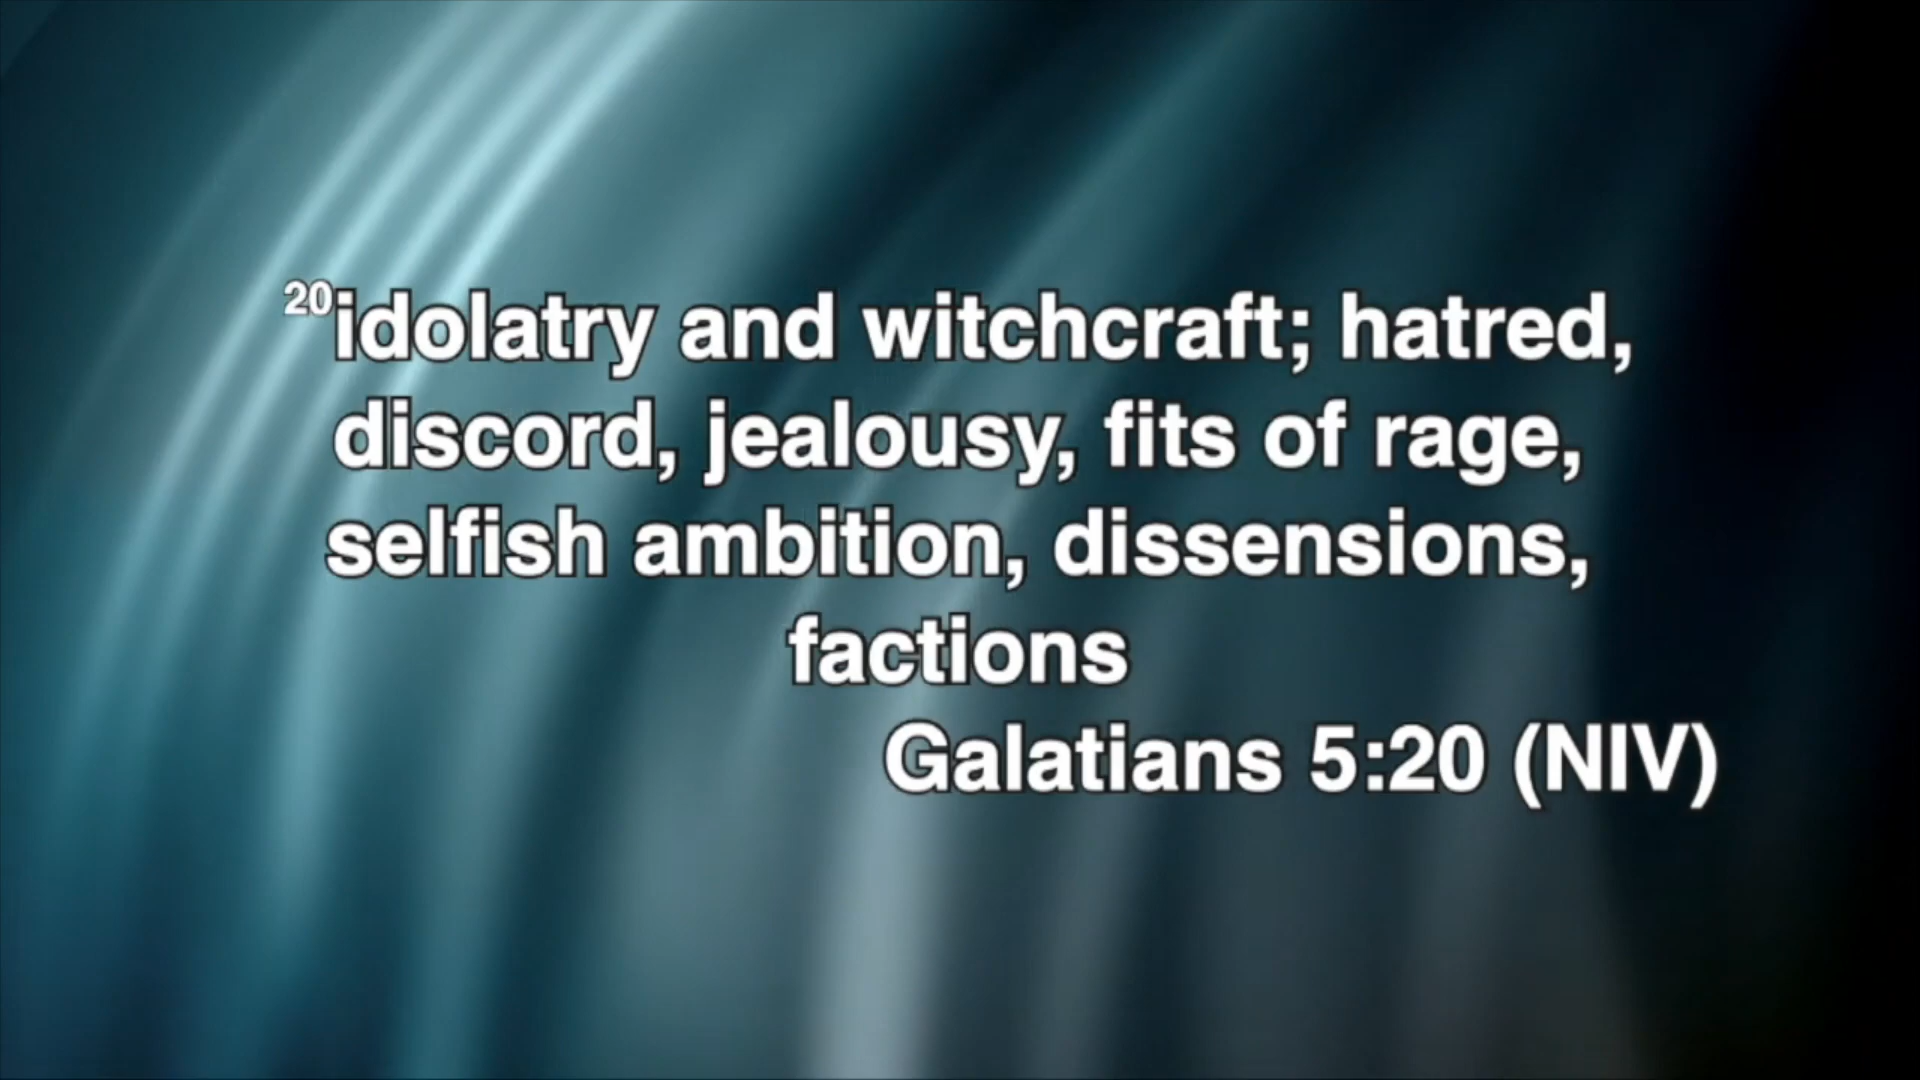 20idolatry and witchcraft; hatred,
discord, jealousy, fits of rage,
selfish ambition, dissensions,
factions
Galatians 5:20 (NIV)